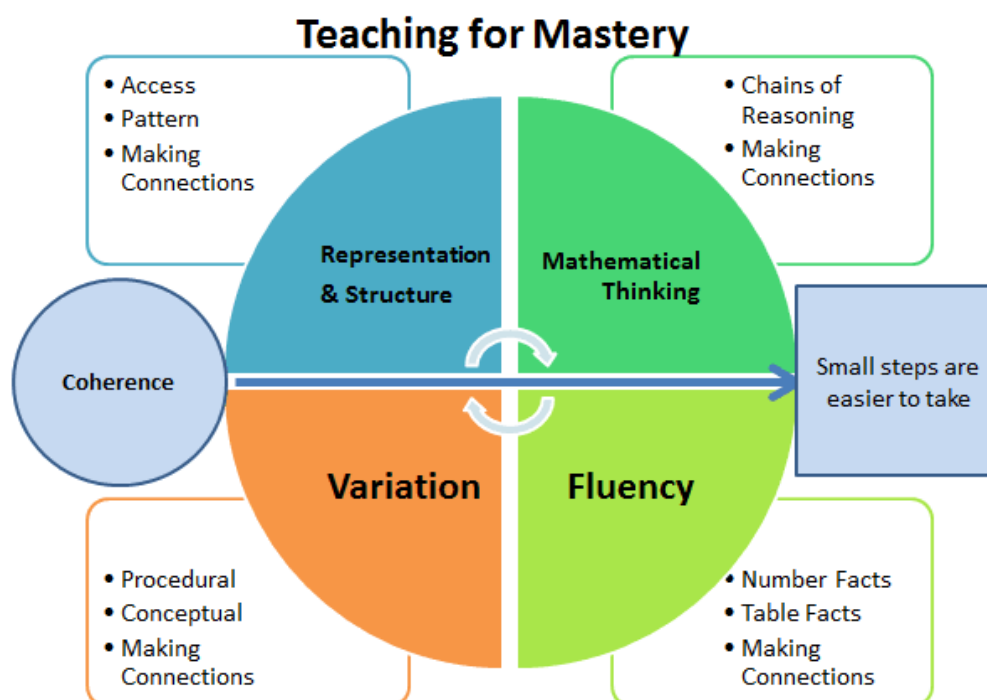 Teaching for Mastery
• Access
• Pattern
• Making
Connections
• Chains of
Reasoning
• Making
Connections
Representation
& Structure
Mathematical
Thinking
Coherence
Small steps are
easier to take
Variation
Fluency
• Procedural
• Conceptual
• Making
Connections
• Number Facts
• Table Facts
• Making
Connections